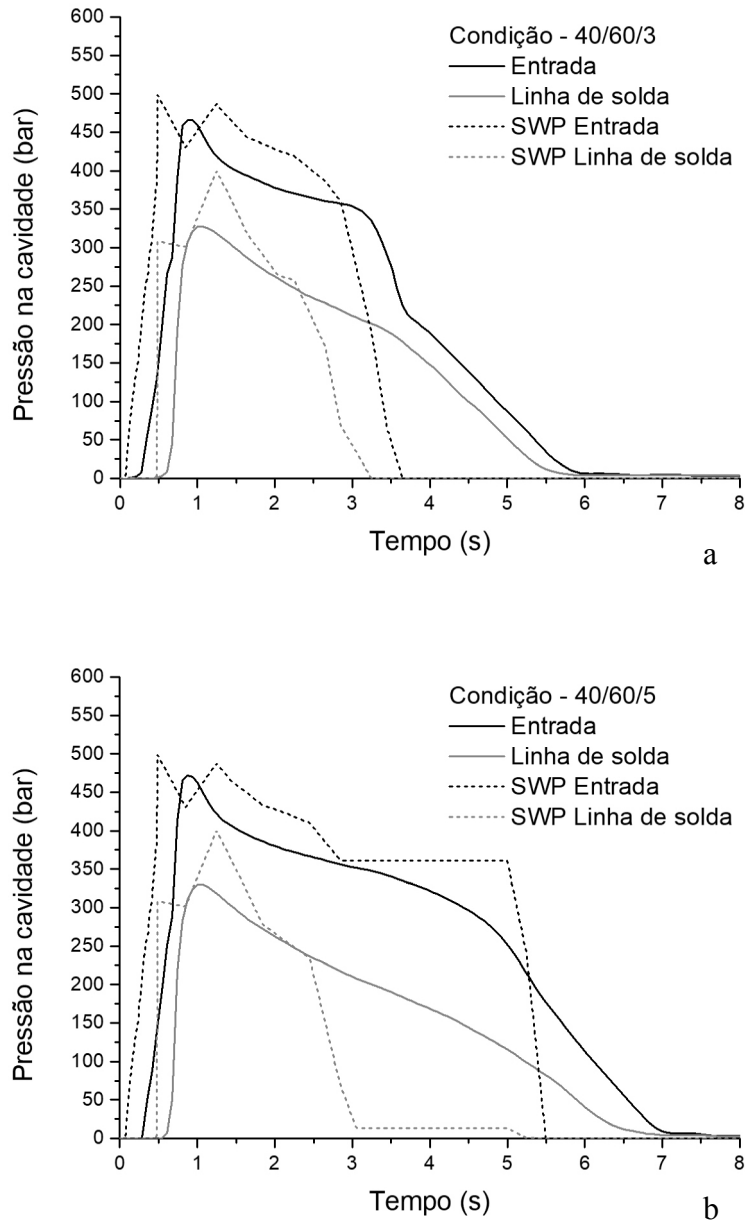 600
550
500
450
400
350
300
250
200
150
100
50
0
Pressão na cavidade (bar)
Condição - 40/60/3
Entrada
Linha de solda
SWP Entrada
SWP Linha de solda
0 1 2 3 4 5 6 7 8
Tempo (s)
a
600
550
500
450
400
350
300
250
200
150
100
50
0
Pressão na cavidade (bar)
Condição - 40/60/5
Entrada
Linha de solda
SWP Entrada
SWP Linha de solda
0 1 2 3 4 5 6 7 8
Tempo (s)
b